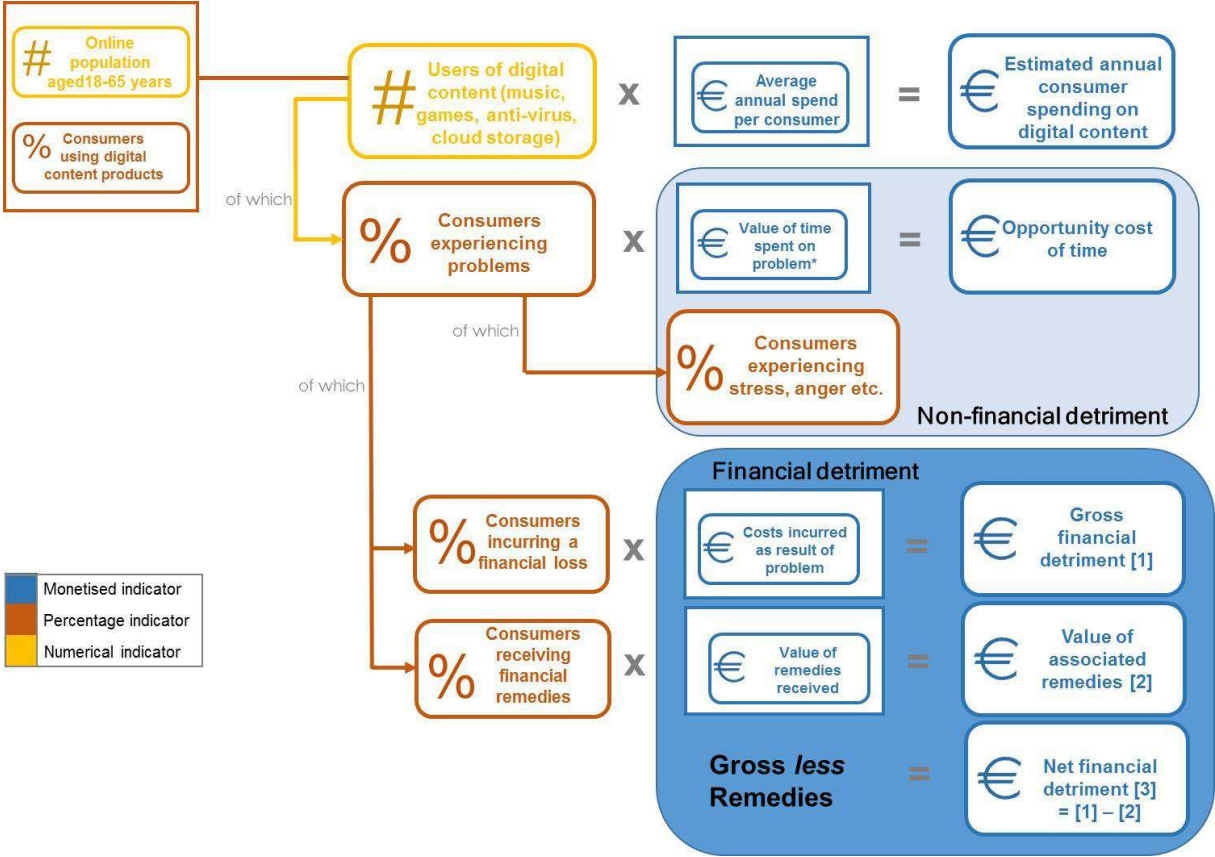 # Online
population
aged18-65 years
% Consumers
using digital
content products
# Users of digital
content (music,
games, anti-virus,
cloud storage)
x
€ Average
annual spend
per consumer
=
€ Estimated annual
consumer
spending on
digital content
of which
% Consumers
experiencing
problems
x
€ Value of time
spent on
problem*
=
€ Opportunity cost
of time
of which
% Consumers
experiencing
stress, anger etc.
Non-financial detriment
of which
Financial detriment
% Consumers
incurring a
financial loss
x
€ Costs incurred
as result of
problem
=
€ Gross
financial
detriment [1]
% Consumers
receiving
financial
remedies
x
€ Value of
remedies
received
=
€ Value of
associated
remedies [2]
Gross less
Remedies
=
€ Net financial
detriment [3]
= [1] – [2]
Monetised indicator
Percentage indicator
Numerical indicator